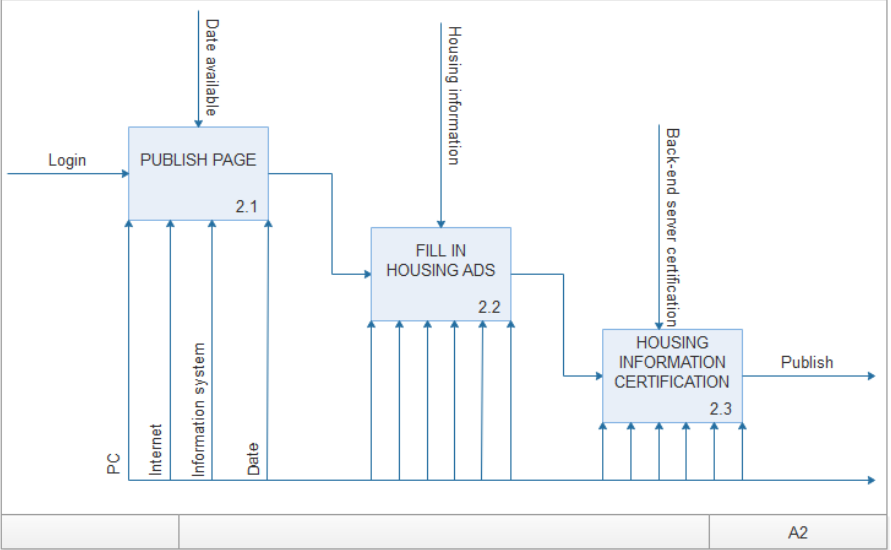 Date available
Housing information
Login
PUBLISH PAGE
2.1
Back-end server certification
FILL IN
HOUSING ADS
2.2
HOUSING
INFORMATION
CERTIFICATION
2.3
Publish
PC
Internet
Information system
Date
A2